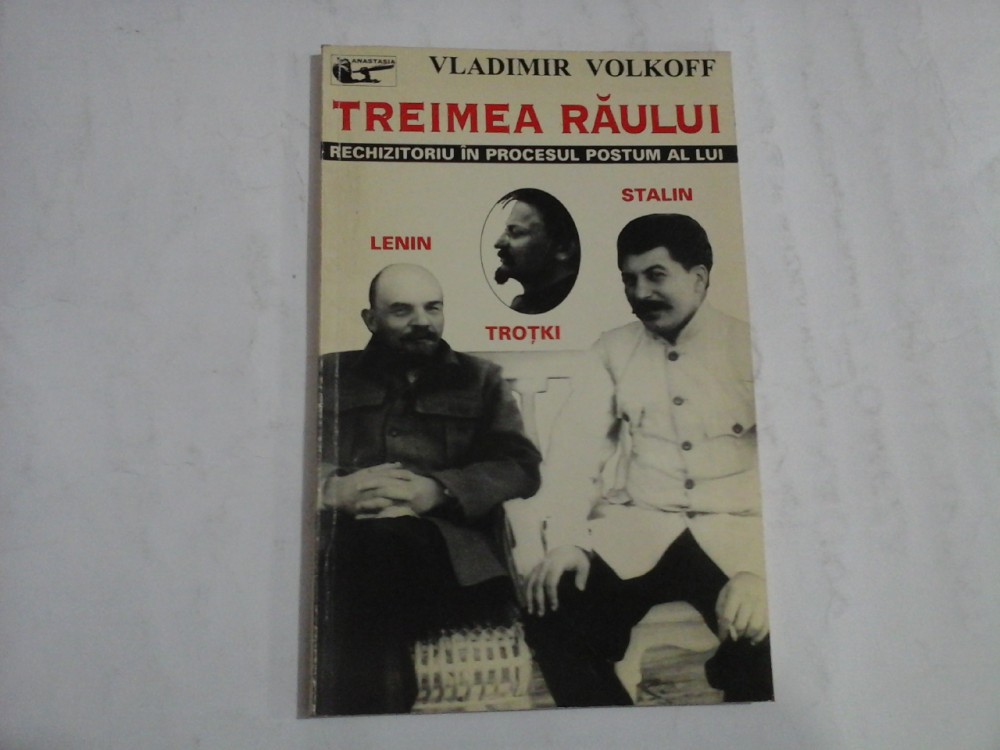 ANASTASIA
VLADIMIR VOLKOFF
TREIMEA RĂULUI
RECHIZITORIU ÎN PROCESUL POSTUM AL LUI
STALIN
LENIN
TROȚKI